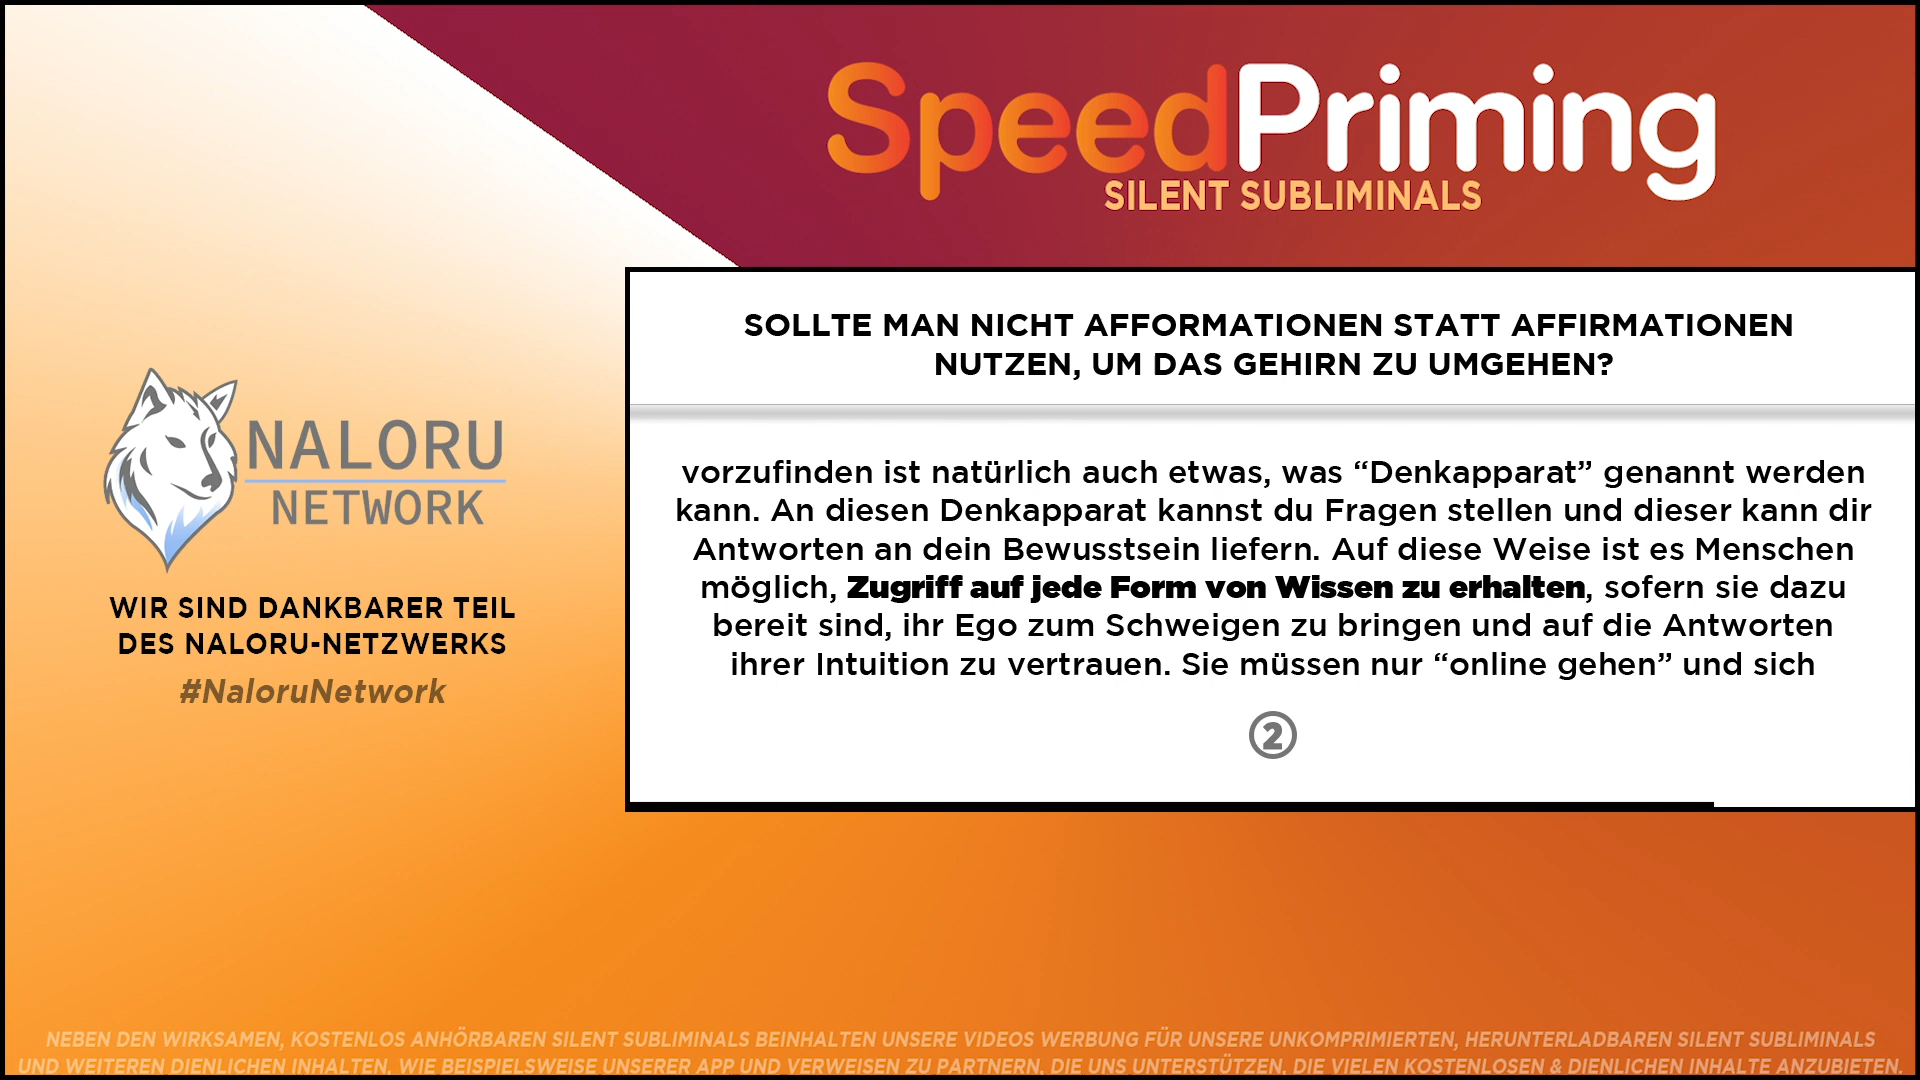 SpeedPriming
SILENT SUBLIMINALS
SOLLTE MAN NICHT AFFORMATIONEN STATT AFFIRMATIONEN
NUTZEN, UM DAS GEHIRN ZU UMGEHEN?
vorzufinden ist natürlich auch etwas, was “Denkapparat” genannt werden
kann. An diesen Denkapparat kannst du Fragen stellen und dieser kann dir
Antworten an dein Bewusstsein liefern. Auf diese Weise ist es Menschen
möglich, Zugriff auf jede Form von Wissen zu erhalten, sofern sie dazu
bereit sind, ihr Ego zum Schweigen zu bringen und auf die Antworten
ihrer Intuition zu vertrauen. Sie müssen nur “online gehen” und sich
2
NALORU
NETWORK
WIR SIND DANKBARER TEIL
DES NALORU-NETZWERKS
#NaloruNetwork
NEBEN DEN WIRKSAMEN, KOSTENLOS ANHÖRBAREN SILENT SUBLIMINALS BEINHALTEN UNSERE VIDEOS WERBUNG FÜR UNSERE UNKOMPRIMIERTEN, HERUNTERLADBAREN SILENT SUBLIMINALS
UND WEITEREN DIENLICHEN INHALTEN, WIE BEISPIELSWEISE UNSERER APP UND VERWEISEN ZU PARTNERN, DIE UNS UNTERSTÜTZEN, DIE VIELEN KOSTENLOSEN & DIENLICHEN INHALTE ANZUBIETEN.